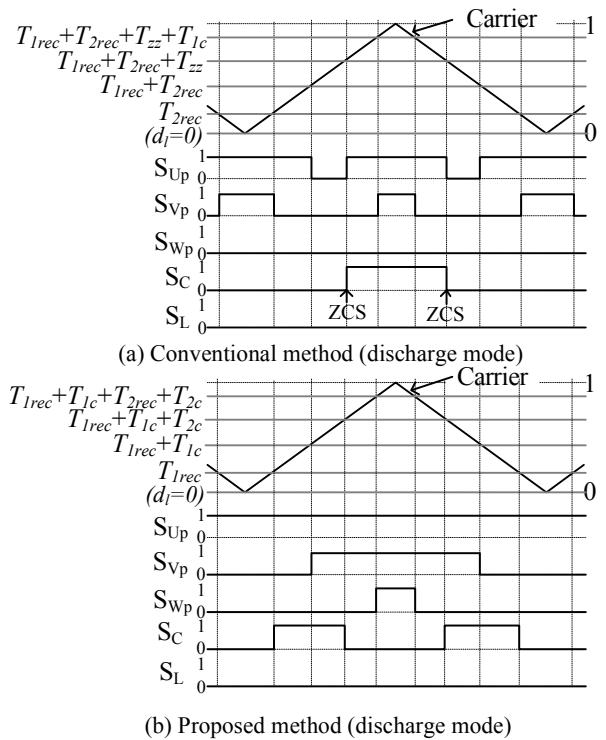 Carrier
1
T1rec+T2rec+Tzz+T1c
T1rec+T2rec+Tzz
T1rec+T2rec
T2rec
(dl=0)
0
SUp 1 0
SVp 1 0
SWp 1 0
SC 1 0
ZCS ZCS
SL 1 0
(a) Conventional method (discharge mode)
Carrier
1
T1rec+T1c+T2rec+T2c
T1rec+T1c+T2c
T1rec+T1c
T1rec
(dl=0)
0
SUp 1 0
SVp 1 0
SWp 1 0
SC 1 0
SL 1 0
(b) Proposed method (discharge mode)